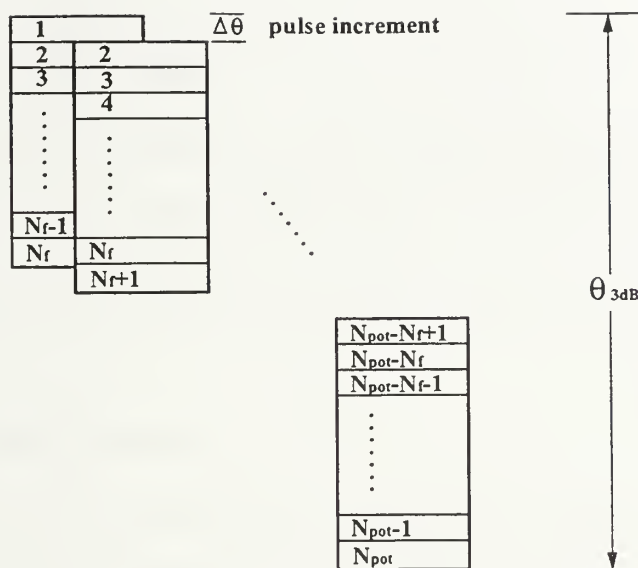 1 Δθ pulse increment
2 2
3 3
4
Nf-1
Nf Nf
Nf+1
θ3dB
Npot-Nf+1
Npot-Nf
Npot-Nf-1
Npot-1
Npot